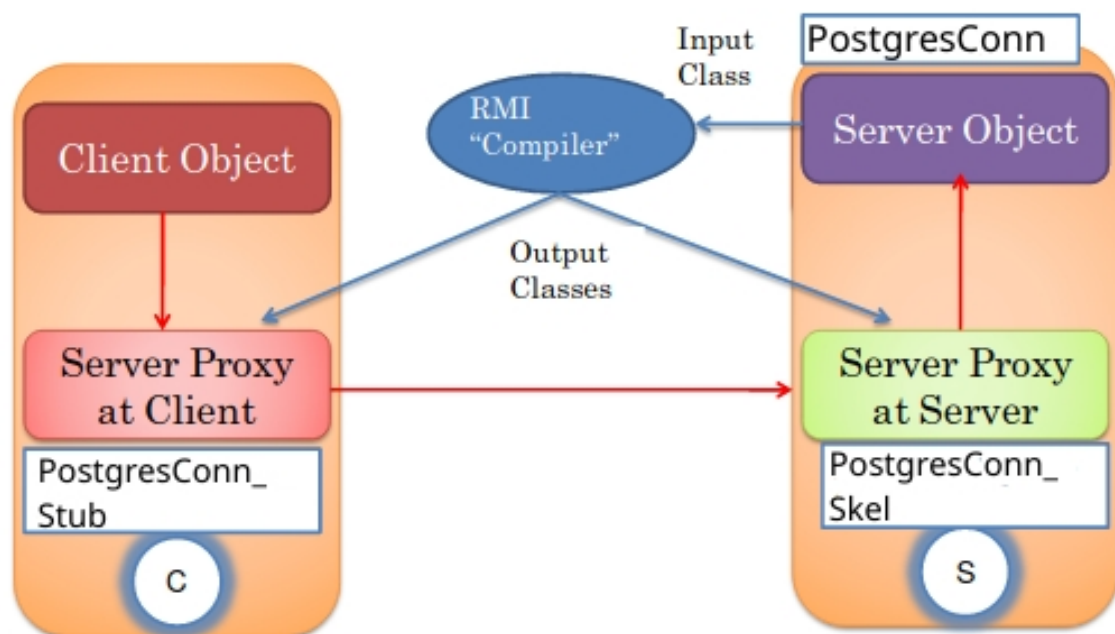 Input
Class
PostgresConn
RMI
“Compiler”
Client Object
Server Object
Output
Classes
Server Proxy
at Client
Server Proxy
at Server
PostgresConn_
Stub
PostgresConn_
Skel
C
S